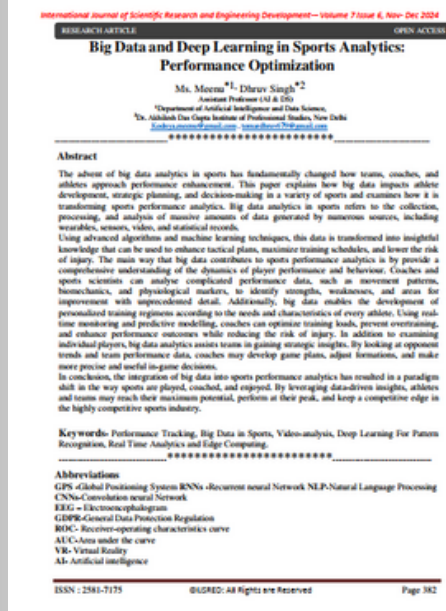 International Journal of Scientific Research and Engineering Development-– Volume 7 Issue 6, Nov- Dec 2024
RESEARCH ARTICLE OPEN ACCESS
Big Data and Deep Learning in Sports Analytics:
Performance Optimization
Ms. Meenu*1, Dhruv Singh*2
Assistant Professor (AI & DS)
*Department of Artificial Intelligence and Data Science,
*Dr. Akhilesh Das Gupta Institute of Professional Studies, New Delhi
************************
Abstract
The advent of big data analytics in sports has fundamentally changed how teams, coaches, and
athletes approach performance enhancement. This paper explains how big data impacts athlete
development, strategic planning, and decision-making in a variety of sports and examines how it is
transforming sports performance analytics. Big data analytics in sports refers to the collection,
processing, and analysis of massive amounts of data generated by numerous sources, including
wearables, sensors, video, and statistical records.
Using advanced algorithms and machine learning techniques, this data is transformed into insightful
knowledge that can be used to enhance tactical plans, maximize training schedules, and lower the risk
of injury. The main way that big data contributes to sports performance analytics is by provide a
comprehensive understanding of the dynamics of player performance and behaviour. Coaches and
sports scientists can analyse complicated performance data, such as movement patterns,
biomechanics, and physiological markers, to identify strengths, weaknesses, and areas for
improvement with unprecedented detail. Additionally, big data enables the development of
personalized training regimens according to the needs and characteristics of every athlete. Using real-
time monitoring and predictive modelling, coaches can optimize training loads, prevent overtraining,
and enhance performance outcomes while reducing the risk of injury. In addition to examining
individual players, big data analytics assists teams in gaining strategic insights. By looking at opponent
trends and team performance data, coaches may develop game plans, adjust formations, and make
more precise and useful in-game decisions.
In conclusion, the integration of big data into sports performance analytics has resulted in a paradigm
shift in the way sports are played, coached, and enjoyed. By leveraging data-driven insights, athletes
and teams may reach their maximum potential, perform at their peak, and keep a competitive edge in
the highly competitive sports industry.
Keywords- Performance Tracking, Big Data in Sports, Video-analysis, Deep Learning For Pattern
Recognition, Real Time Analytics and Edge Computing.
************************
Abbreviations
GPS -Global Positioning System RNNs -Recurrent neural Network NLP-Natural Language Processing
CNNs-Convolution neural Network
EEG – Electroencephalogram
GDPR-General Data Protection Regulation
ROC- Receiver-operating characteristics curve
AUC-Area under the curve
VR- Virtual Reality
AI- Artificial intelligence
ISSN : 2581-7175 ©IJSRED: All Rights are Reserved Page 382